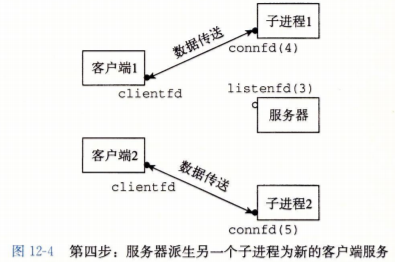 子进程1
数据传送
connfd(4)
客户端1
clientfd
listenfd(3)
服务器
客户端2
数据传送
clientfd
子进程2
connfd(5)
图 12-4 第四步：服务器派生另一个子进程为新的客户端服务